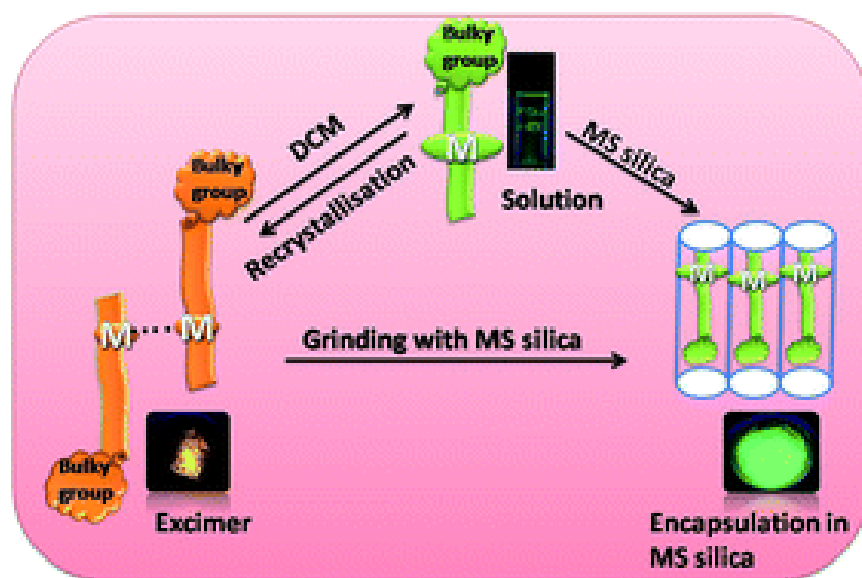 Bulky
group
DCM
Recrystallisation
M
Solution
MS silica
Bulky
group
M
M
M
M
M
Grinding with MS silica
Bulky
group
Excimer
Encapsulation in
MS silica